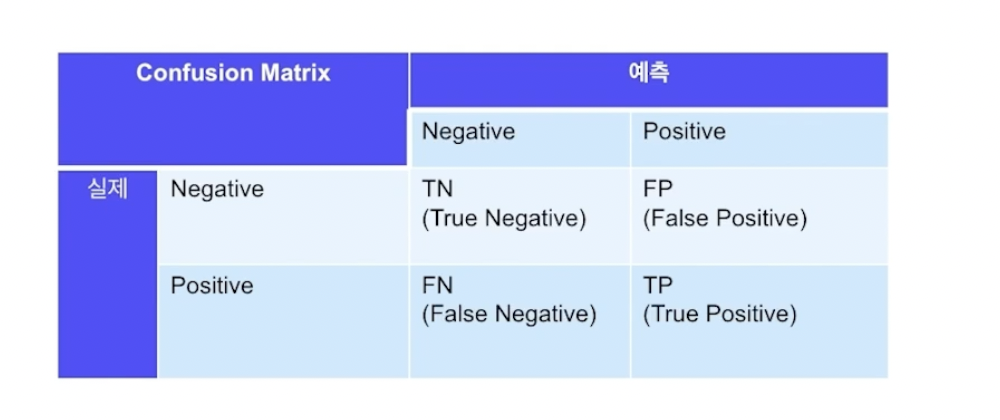 Confusion Matrix
예측
Negative
Positive
실제
Negative
TN
(True Negative)
FP
(False Positive)
Positive
FN
(False Negative)
TP
(True Positive)